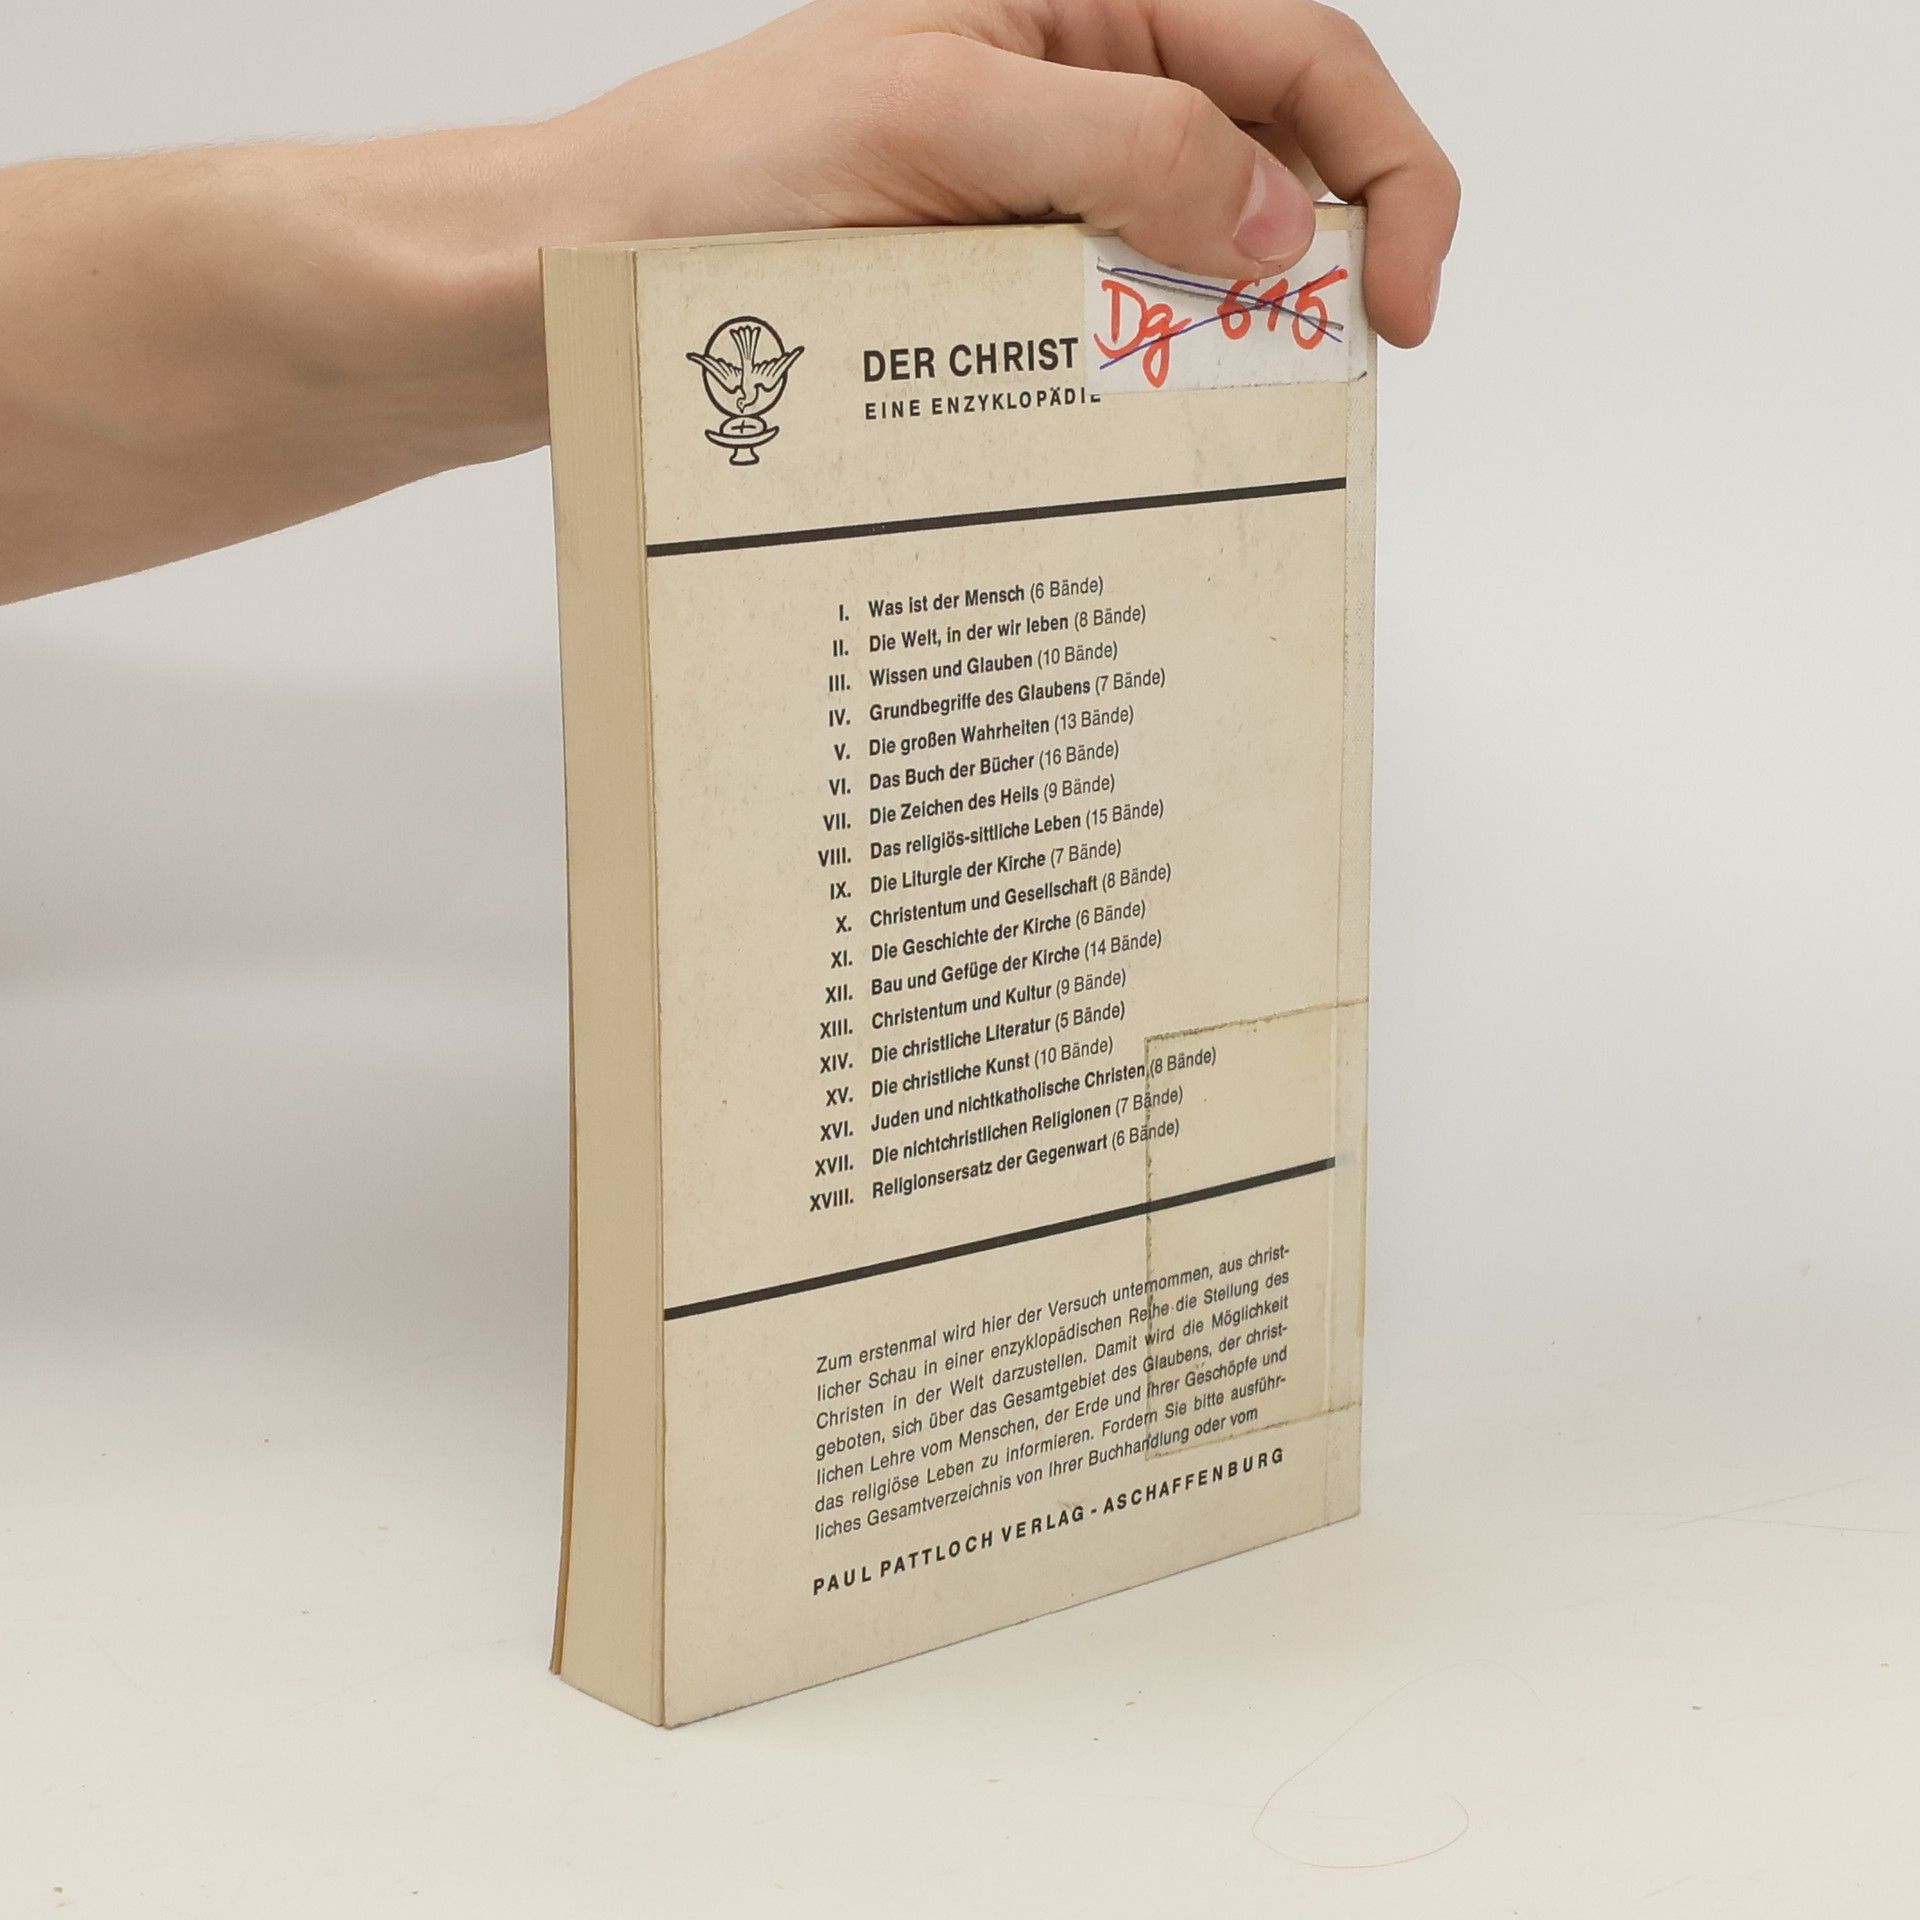 DER CHRIST
Dg 615
EINE ENZYKLOPÄDIE
I. Was ist der Mensch (6 Bände)
II. Die Welt, in der wir leben (8 Bände)
III. Wissen und Glauben (10 Bände)
IV. Grundbegriffe des Glaubens (7 Bände)
V. Die großen Wahrheiten (13 Bände)
VI. Das Buch der Bücher (16 Bände)
VII. Die Zeichen des Heils (9 Bände)
VIII. Das religiös-sittliche Leben (15 Bände)
IX. Die Liturgie der Kirche (7 Bände)
X. Christentum und Gesellschaft (8 Bände)
XI. Die Geschichte der Kirche (6 Bände)
XII. Bau und Gefüge der Kirche (14 Bände)
XIII. Christentum und Kultur (9 Bände)
XIV. Die christliche Literatur (5 Bände)
XV. Die christliche Kunst (10 Bände)
XVI. Juden und nichtkatholische Christen (8 Bände)
XVII. Die nichtchristlichen Religionen (7 Bände)
XVIII. Religionsersatz der Gegenwart (6 Bände)
Zum erstenmal wird hier der Versuch unternommen, aus christ-
licher Schau in einer enzyklopädischen Reihe die Stellung des
Christen in der Welt darzustellen. Damit wird die Möglichkeit
geboten, sich über das Gesamtgebiet des Glaubens, der christ-
lichen Lehre vom Menschen, der Erde und ihrer Geschöpfe und
das religiöse Leben zu informieren. Fordern Sie bitte ausführ-
liches Gesamtverzeichnis von Ihrer Buchhandlung oder vom
PAUL PATTLOCH VERLAG - ASCHAFFENBURG